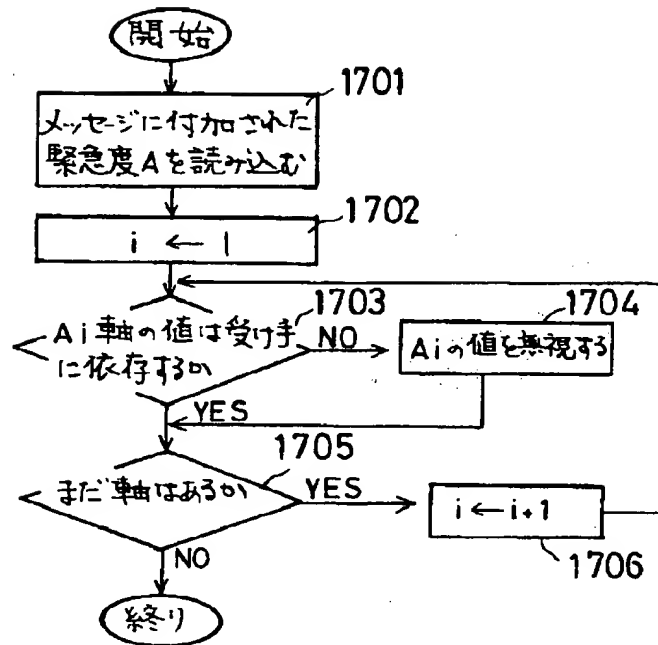 開始
1701
メッセージに付加された
緊急度Aを読み込む
1702
i ← 1
1703
Ai軸の値は受け手
に依存するか
NO
1704
Aiの値を無視する
YES
1705
まだ軸はあるか
YES
i←i+1
1706
NO
終り